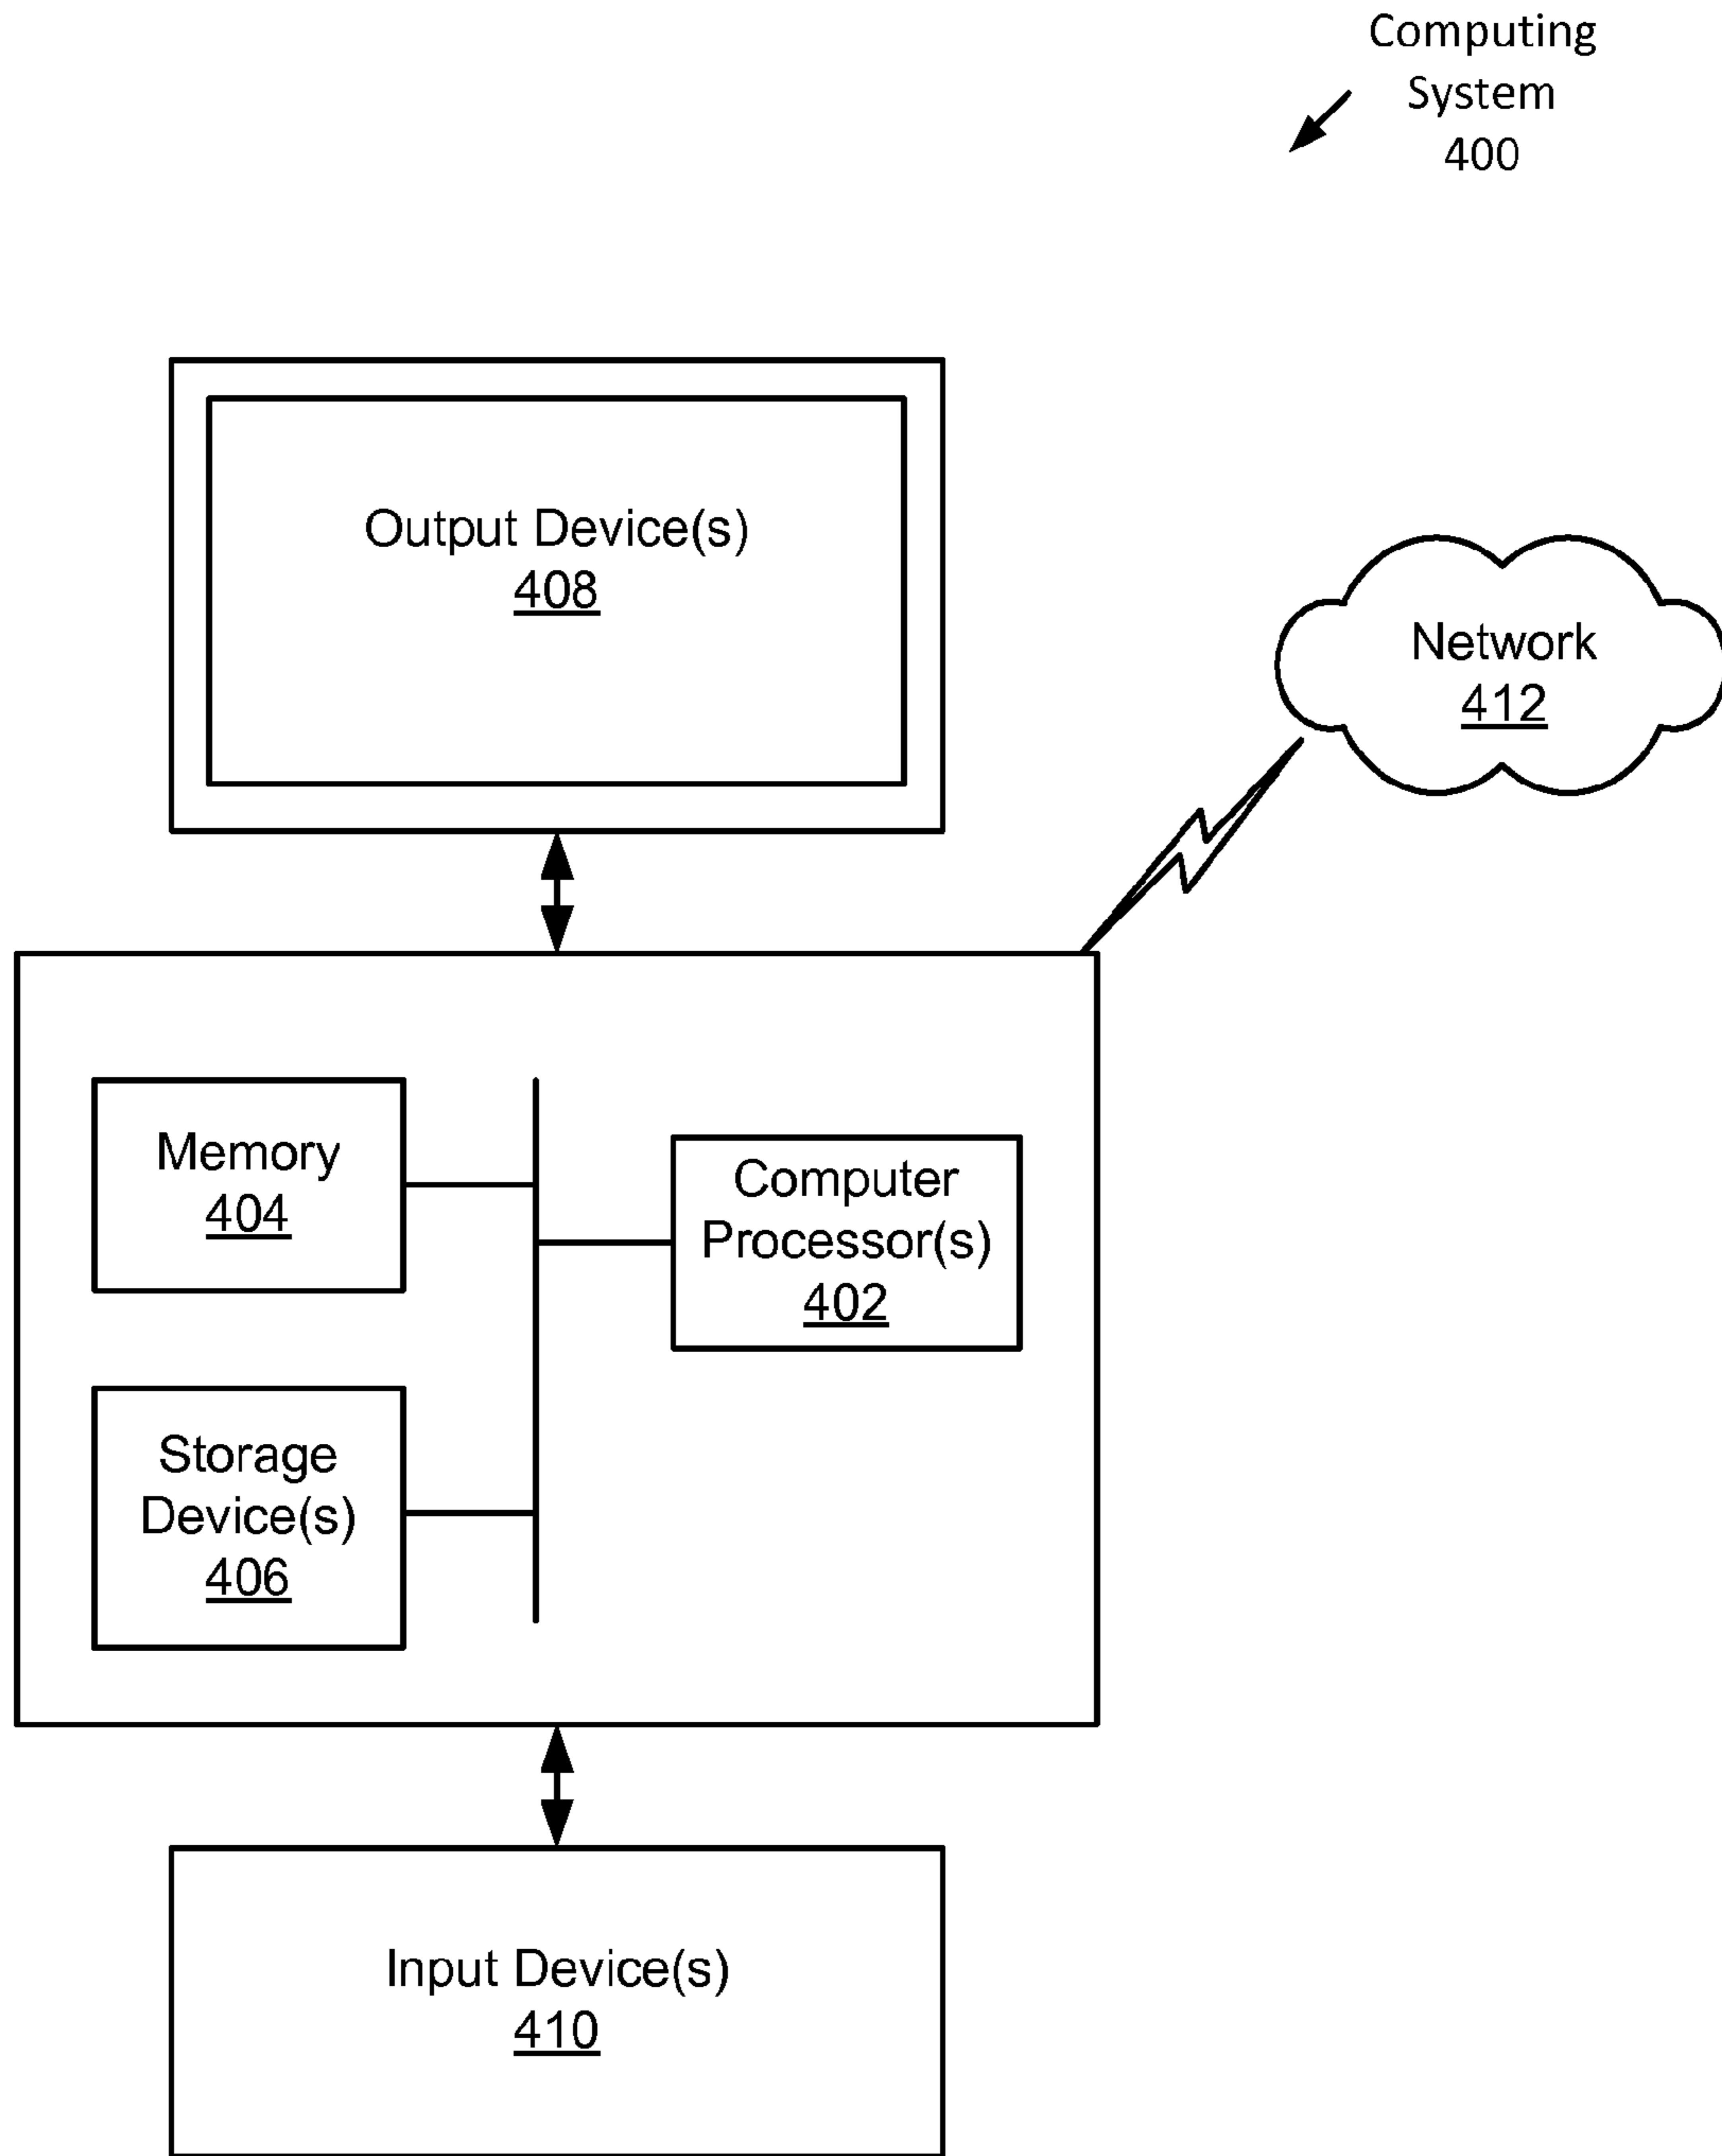 Computing
System
400
Output Device(s)
408
Network
412
Memory
404
Computer
Processor(s)
402
Storage
Device(s)
406
Input Device(s)
410